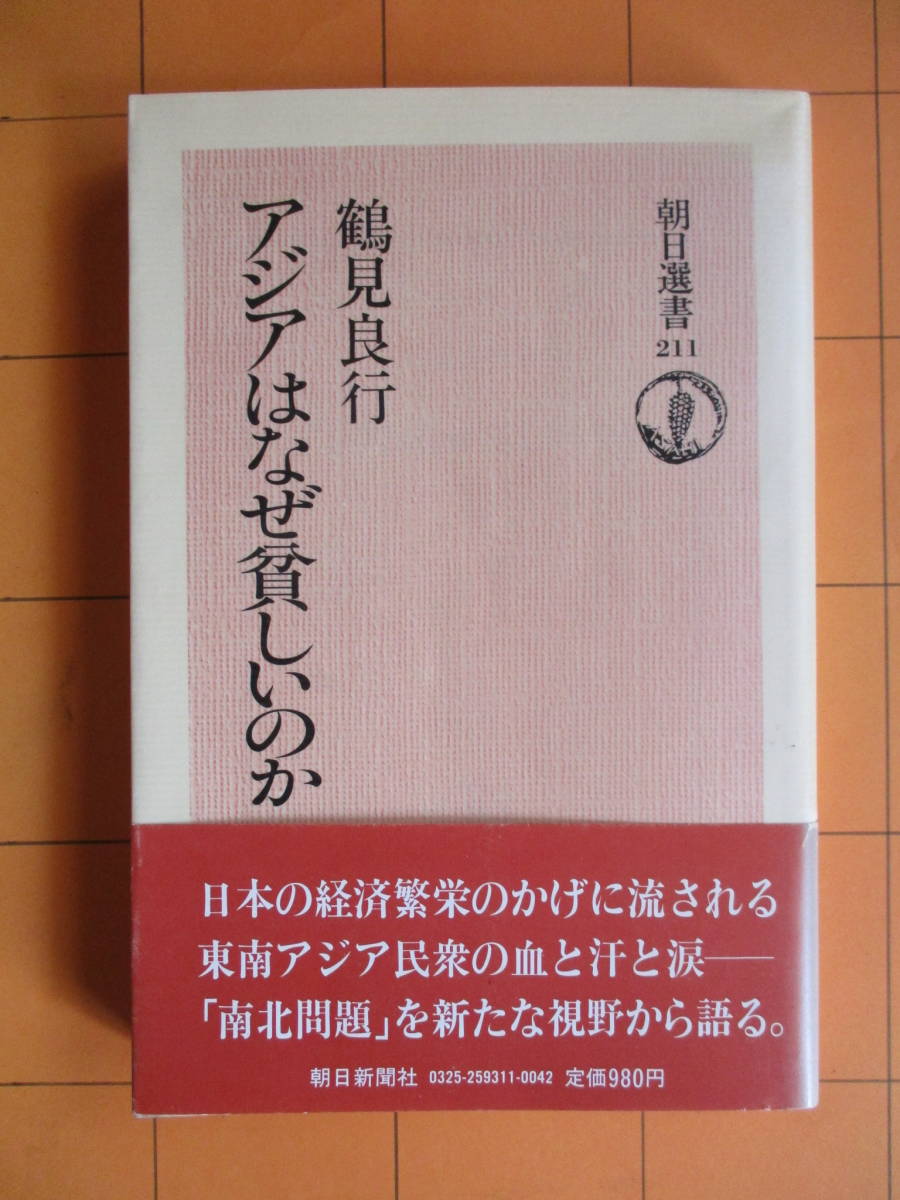 朝日選書
211
鶴見良行
アジアはなぜ貧しいのか
日本の経済繁栄のかげに流される
東南アジア民衆の血と汗と涙――
「南北問題」を新たな視野から語る。
朝日新聞社 0325-259311-0042 定価980円